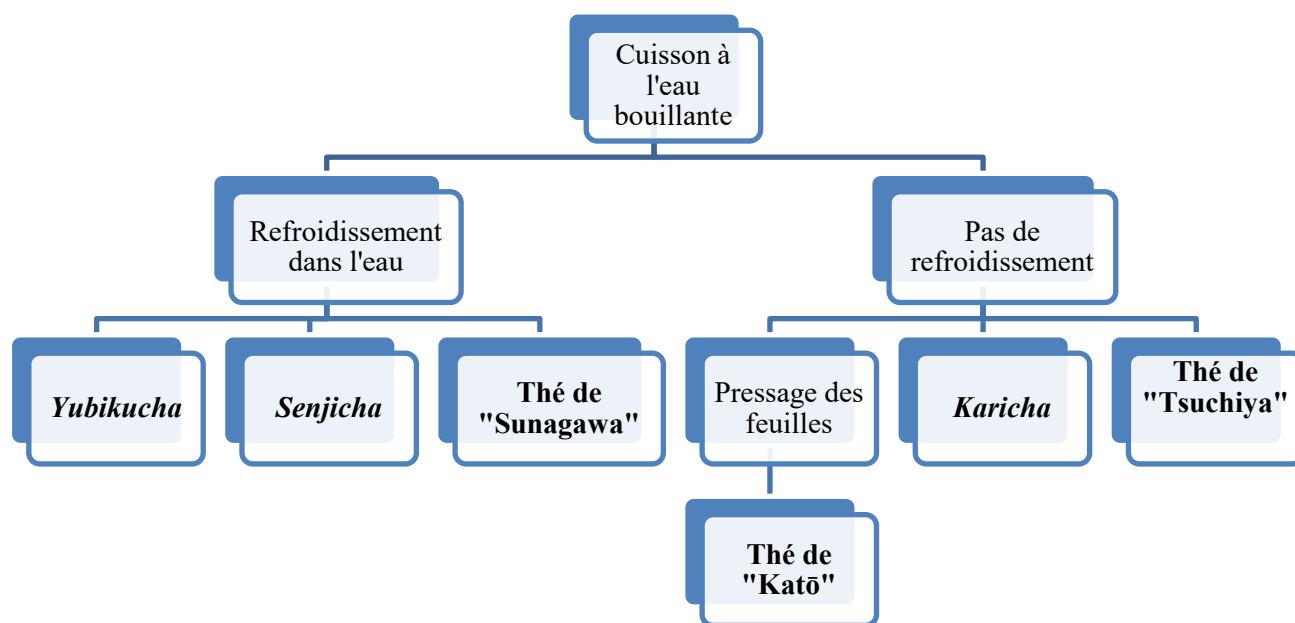 Cuisson à
l'eau
bouillante
Refroidissement
dans l'eau
Pas de
refroidissement
Yubikucha
Senjicha
Thé de
"Sunagawa"
Pressage des
feuilles
Karicha
Thé de
"Tsuchiya"
Thé de
"Katō"